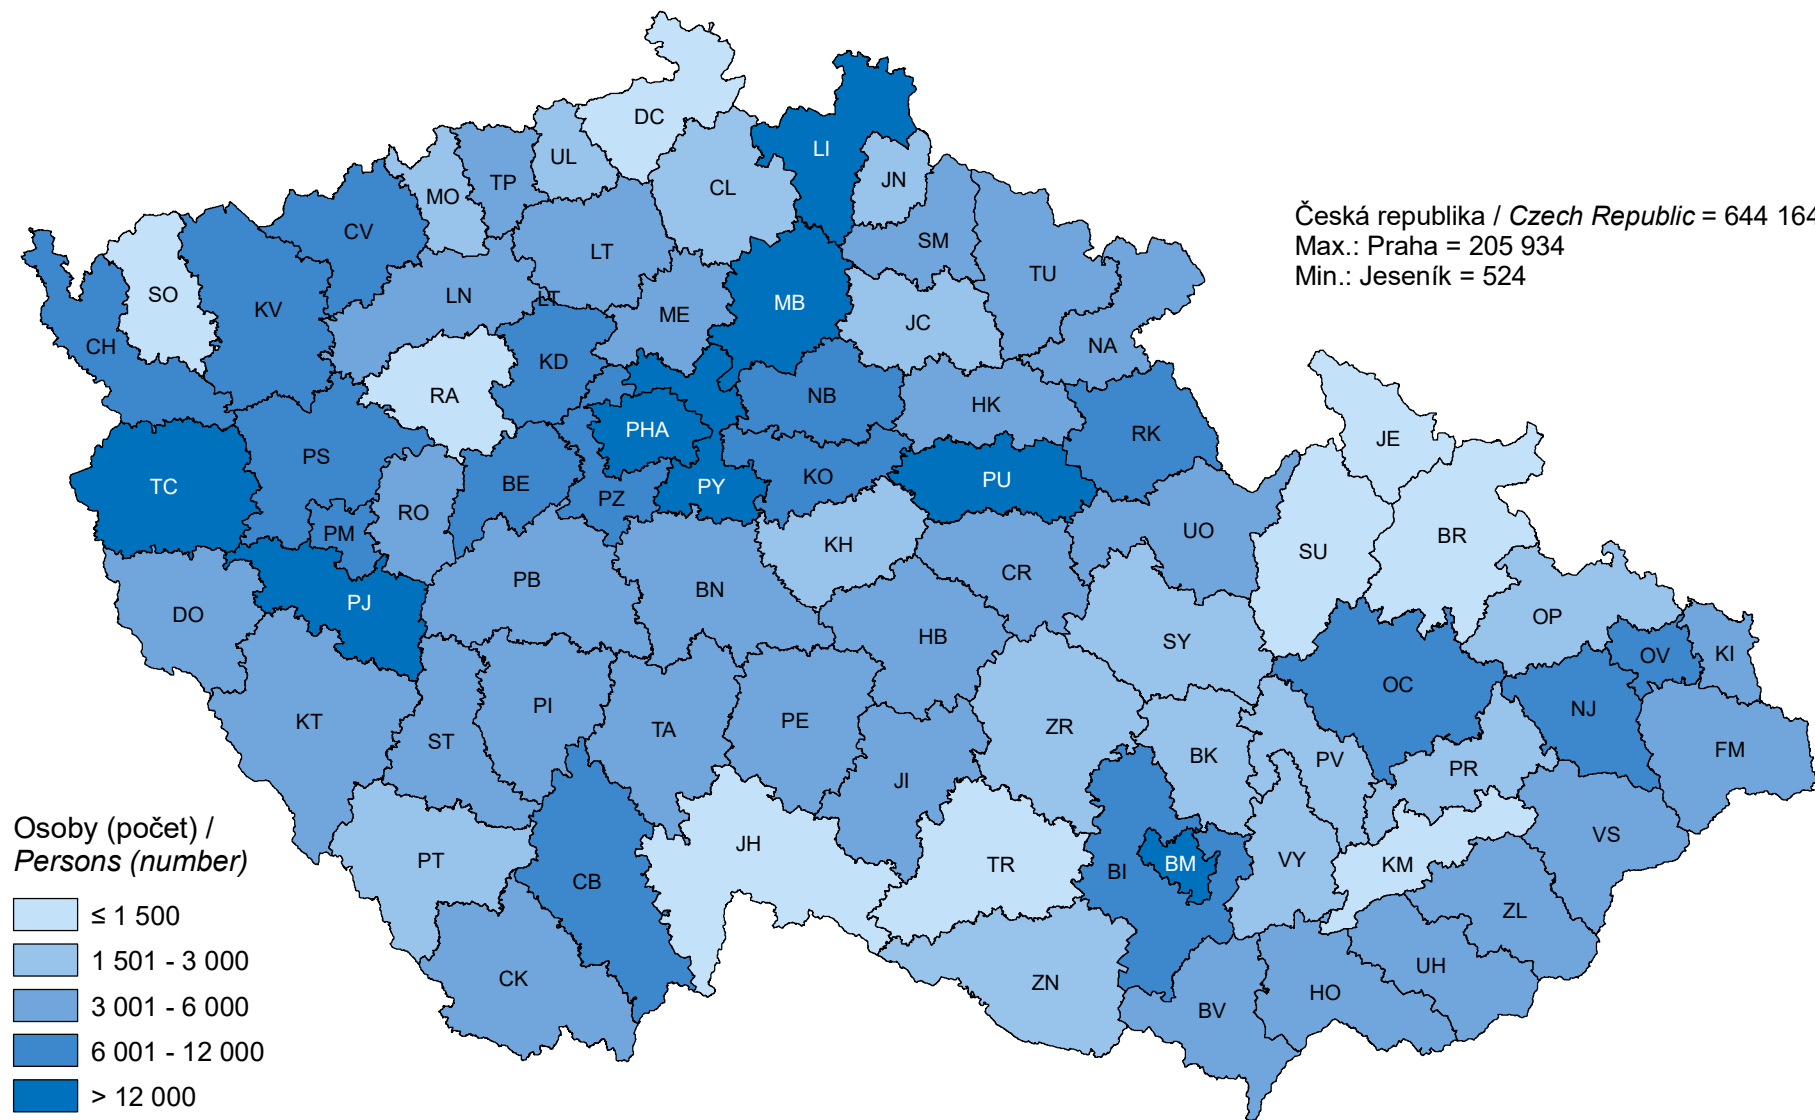 DC
LI
UL
TP
MO
CL
JN
CV
LT
SM
TU
Česká republika / Czech Republic = 644 164
Max.: Praha = 205 934
Min.: Jeseník = 524
SO
KV
LN
LT
ME
MB
JC
CH
KD
NA
RA
NB
HK
PHA
RK
JE
PS
TC
BE
PZ
PY
KO
PU
RO
PM
KH
UO
SU
BR
PB
BN
CR
PJ
DO
HB
SY
OP
OV
KI
OC
KT
ST
PI
TA
PE
ZR
BK
PV
NJ
FM
JI
PR
JH
VS
PT
CB
TR
BI
BM
VY
KM
ZL
CK
ZN
UH
HO
BV
Osoby (počet) /
Persons (number)
≤ 1 500
1 501 - 3 000
3 001 - 6 000
6 001 - 12 000
> 12 000